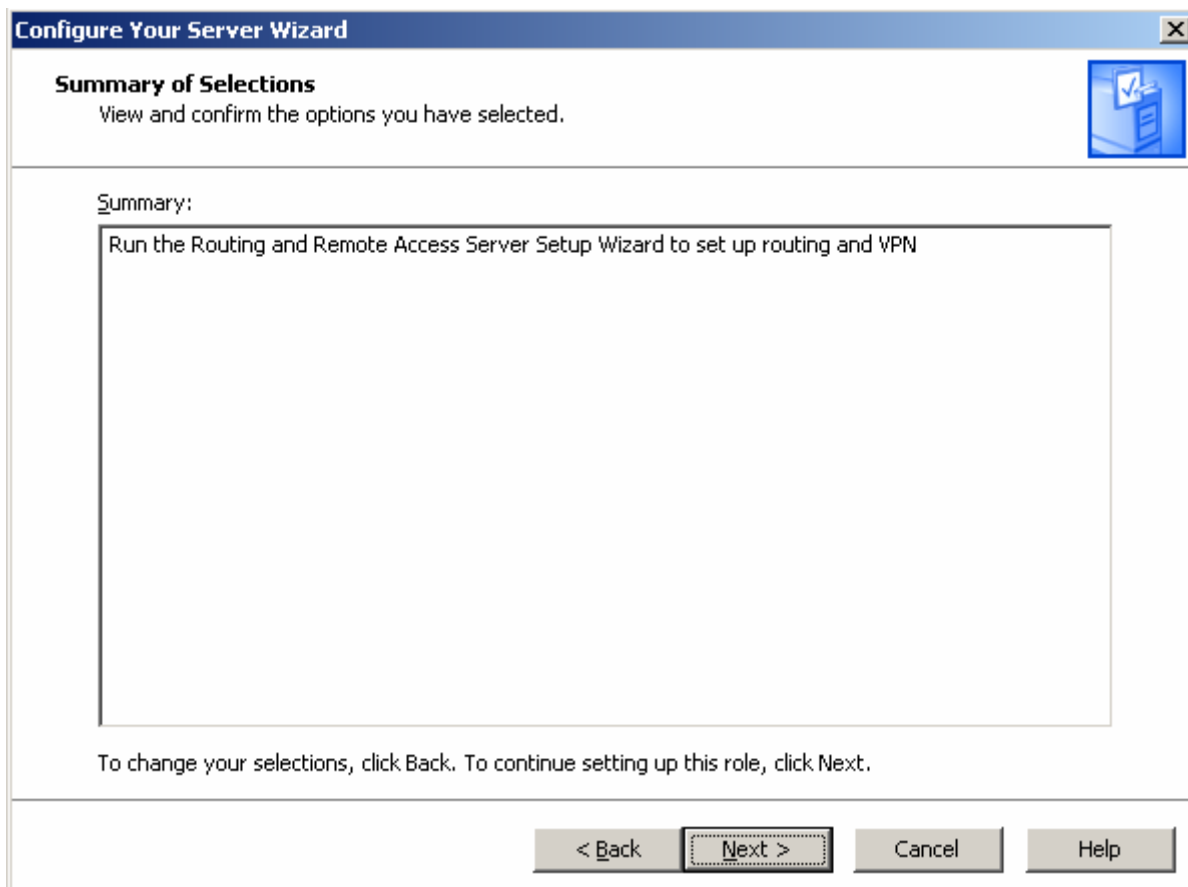 Configure Your Server Wizard
Summary of Selections
View and confirm the options you have selected.
Summary:
Run the Routing and Remote Access Server Setup Wizard to set up routing and VPN
To change your selections, click Back. To continue setting up this role, click Next.
< Back Next > Cancel Help